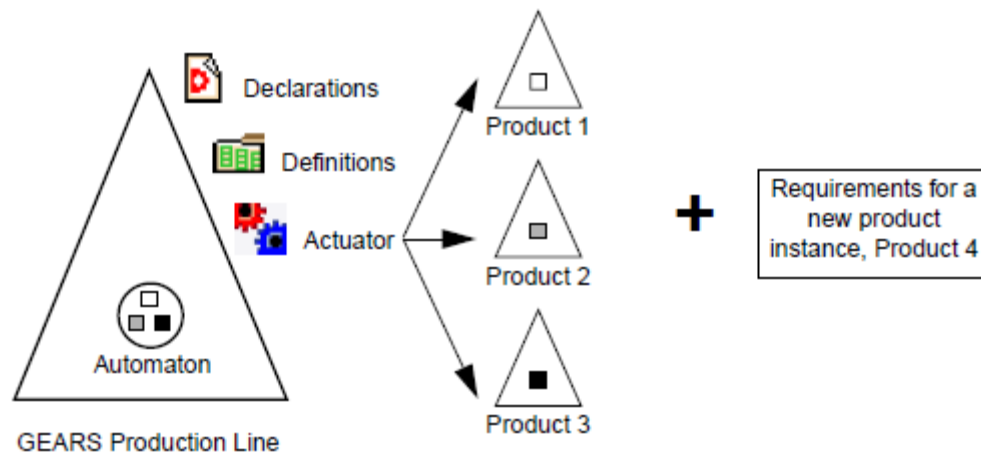 Declarations
Definitions
Actuator
Automaton
GEARS Production Line
Product 1
Product 2
Product 3
+
Requirements for a
new product
instance, Product 4